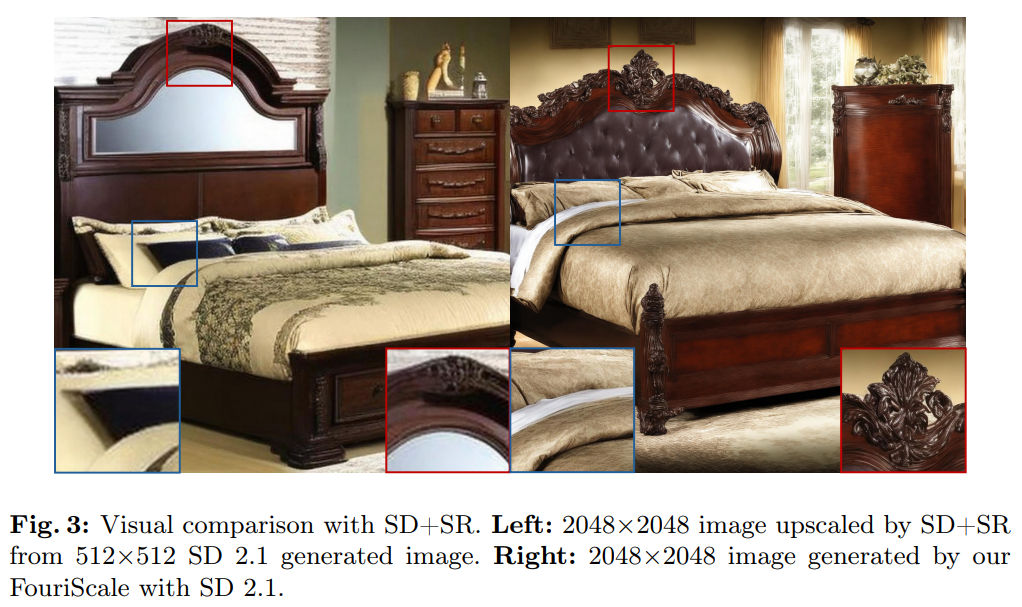 Fig. 3: Visual comparison with SD+SR. Left: 2048×2048 image upscaled by SD+SR
from 512×512 SD 2.1 generated image. Right: 2048×2048 image generated by our
FouriScale with SD 2.1.